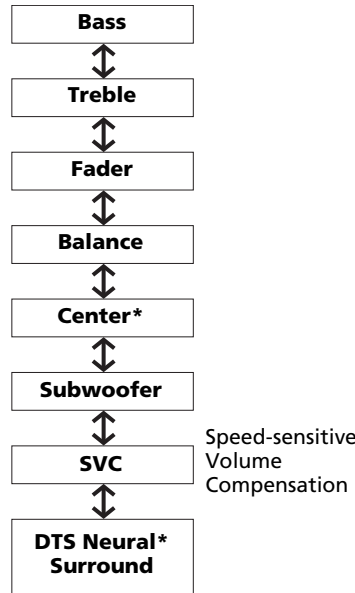 Bass
Treble
Fader
Balance
Center*
Subwoofer
SVC
Speed-sensitive
Volume
Compensation
DTS Neural*
Surround